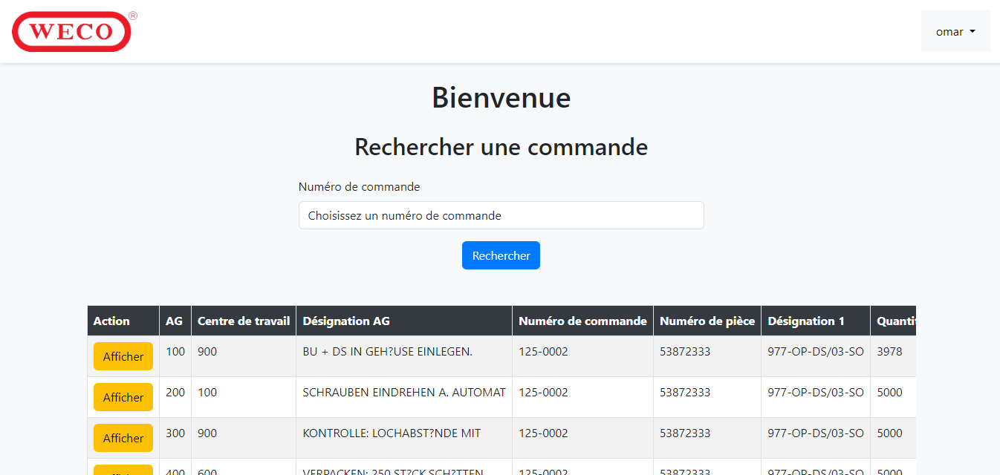 WECO®
omar
Bienvenue
Rechercher une commande
Numéro de commande
Choisissez un numéro de commande
Rechercher
Action AG Centre de travail Désignation AG Numéro de commande Numéro de pièce Désignation 1 Quanti
Afficher 100 900 BU + DS IN GEH?USE EINLEGEN. 125-0002 53872333 977-OP-DS/03-SO 3978
Afficher 200 100 SCHRAUBEN EINDREHEN A. AUTOMAT 125-0002 53872333 977-OP-DS/03-SO 5000
Afficher 300 900 KONTROLLE: LOCHABST?NDE MIT 125-0002 53872333 977-OP-DS/03-SO 5000
Afficher 400 600 VERPACKEN: 250 ST?CK SCH?TTEN 125-0002 53872333 977-OP-DS/03-SO 5000